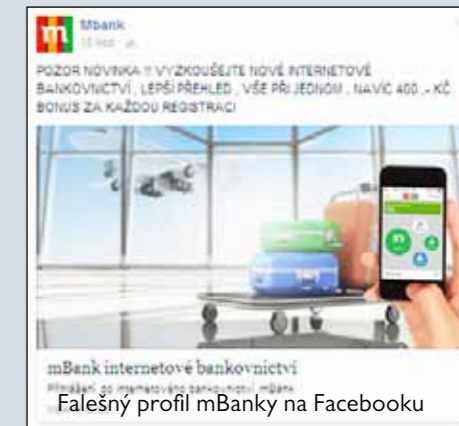 m
Mbank
POZOR NOVINKA !! VYZKOUŠEJTE NOVÉ INTERNETOVÉ
BANKOVNICTVÍ , LEPŠÍ PŘEHLED , VŠE PŘI JEDNOM , NAVÍC 400 ,- KČ
BONUS ZA KAŽDOU REGISTRACI
m
mBank internetové bankovnictví
Přihlášení do internetového bankovnictví mBank
Falešný profil mBanky na Facebooku